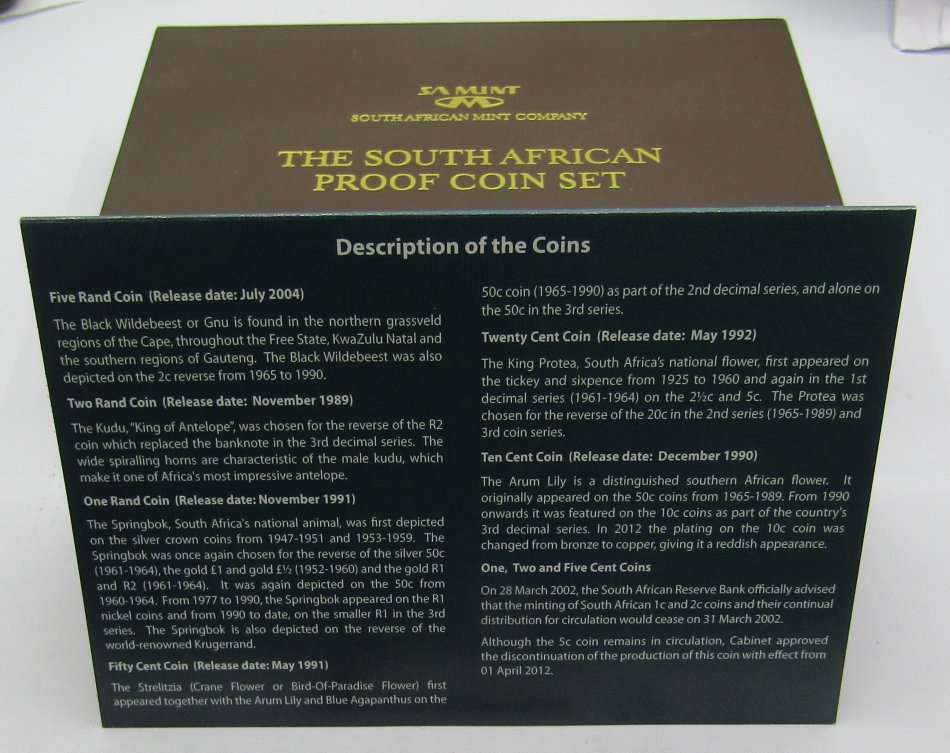 SA MINT
SOUTH AFRICAN MINT COMPANY
THE SOUTH AFRICAN
PROOF COIN SET
Description of the Coins
Five Rand Coin (Release date: July 2004)
The Black Wildebeest or Gnu is found in the northern grassveld
regions of the Cape, throughout the Free State, KwaZulu Natal and
the southern regions of Gauteng. The Black Wildebeest was also
depicted on the 2c reverse from 1965 to 1990.
Two Rand Coin (Release date: November 1989)
The Kudu, "King of Antelope", was chosen for the reverse of the R2
coin which replaced the banknote in the 3rd decimal series. The
wide spiralling horns are characteristic of the male kudu, which
make it one of Africa's most impressive antelope.
One Rand Coin (Release date: November 1991)
The Springbok, South Africa's national animal, was first depicted
on the silver crown coins from 1947-1951 and 1953-1959. The
Springbok was once again chosen for the reverse of the silver 50c
(1961-1964), the gold £1 and gold £½ (1952-1960) and the gold R1
and R2 (1961-1964). It was again depicted on the 50c from
1960-1964. From 1977 to 1990, the Springbok appeared on the R1
nickel coins and from 1990 to date, on the smaller R1 in the 3rd
series. The Springbok is also depicted on the reverse of the
world-renowned Krugerrand.
Fifty Cent Coin (Release date: May 1991)
The Strelitzia (Crane Flower or Bird-Of-Paradise Flower) first
appeared together with the Arum Lily and Blue Agapanthus on the
50c coin (1965-1990) as part of the 2nd decimal series, and alone on
the 50c in the 3rd series.
Twenty Cent Coin (Release date: May 1992)
The King Protea, South Africa's national flower, first appeared on
the tickey and sixpence from 1925 to 1960 and again in the 1st
decimal series (1961-1964) on the 2½c and 5c. The Protea was
chosen for the reverse of the 20c in the 2nd series (1965-1989) and
3rd coin series.
Ten Cent Coin (Release date: December 1990)
The Arum Lily is a distinguished southern African flower. It
originally appeared on the 50c coins from 1965-1989. From 1990
onwards it was featured on the 10c coins as part of the country's
3rd decimal series. In 2012 the plating on the 10c coin was
changed from bronze to copper, giving it a reddish appearance.
One, Two and Five Cent Coins
On 28 March 2002, the South African Reserve Bank officially advised
that the minting of South African 1c and 2c coins and their continual
distribution for circulation would cease on 31 March 2002.
Although the 5c coin remains in circulation, Cabinet approved
the discontinuation of the production of this coin with effect from
01 April 2012.